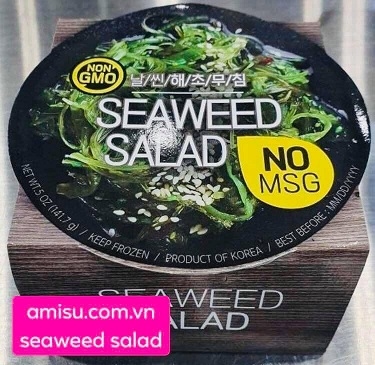 NON
GMO
날/씬/해/초/무/침
SEAWEED
SALAD
NO
MSG
NET WT.5 OZ (141.7 g) / KEEP FROZEN / PRODUCT OF KOREA / BEST BEFORE : MM/DD/YYYY
SEAWEED
SALAD
amisu.com.vn
seaweed salad